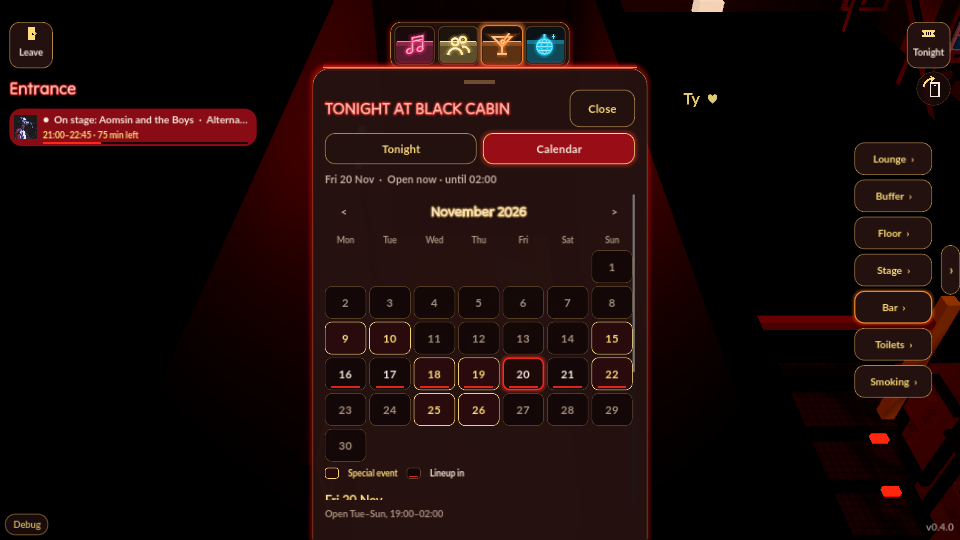 Leave
Tonight
Entrance
● On stage: Aomsin and the Boys · Alterna...
21:00–22:45 · 75 min left
TONIGHT AT BLACK CABIN
Close
Tonight
Calendar
Fri 20 Nov · Open now · until 02:00
< November 2026 >
Mon Tue Wed Thu Fri Sat Sun
1
2 3 4 5 6 7 8
9 10 11 12 13 14 15
16 17 18 19 20 21 22
23 24 25 26 27 28 29
30
Special event Lineup in
Fri 20 Nov
Open Tue–Sun, 19:00–02:00
Ty ♥
Lounge ›
Buffer ›
Floor ›
Stage ›
Bar ›
Toilets ›
Smoking ›
›
Debug
v0.4.0